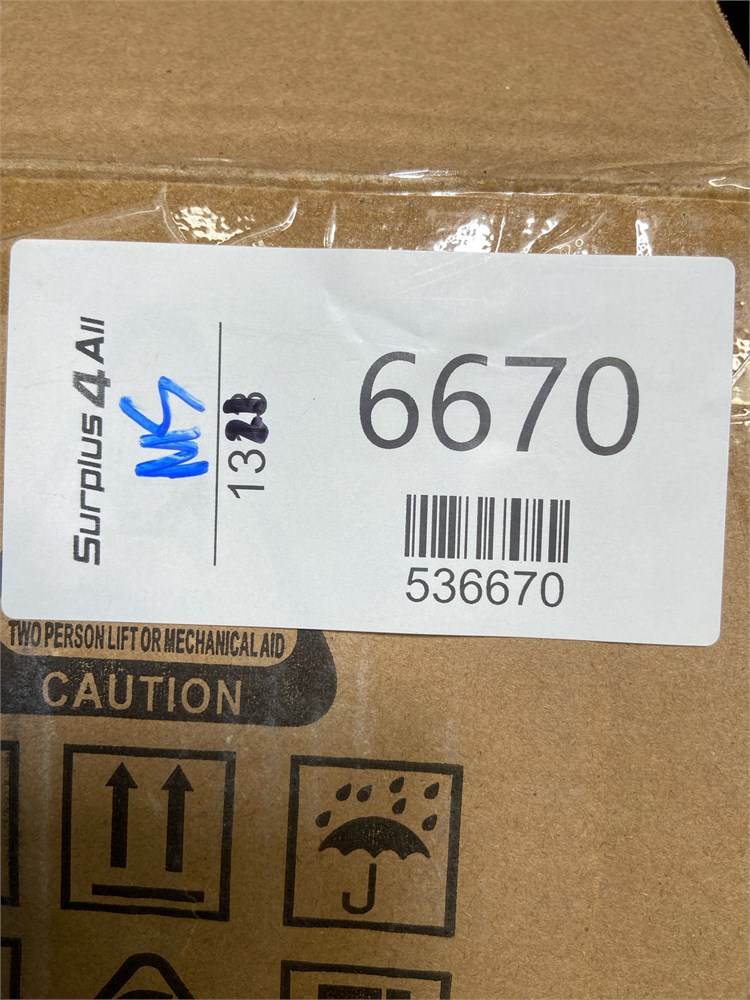 Surplus 4 All
6670
536670
TWO PERSON LIFT OR MECHANICAL AID
CAUTION